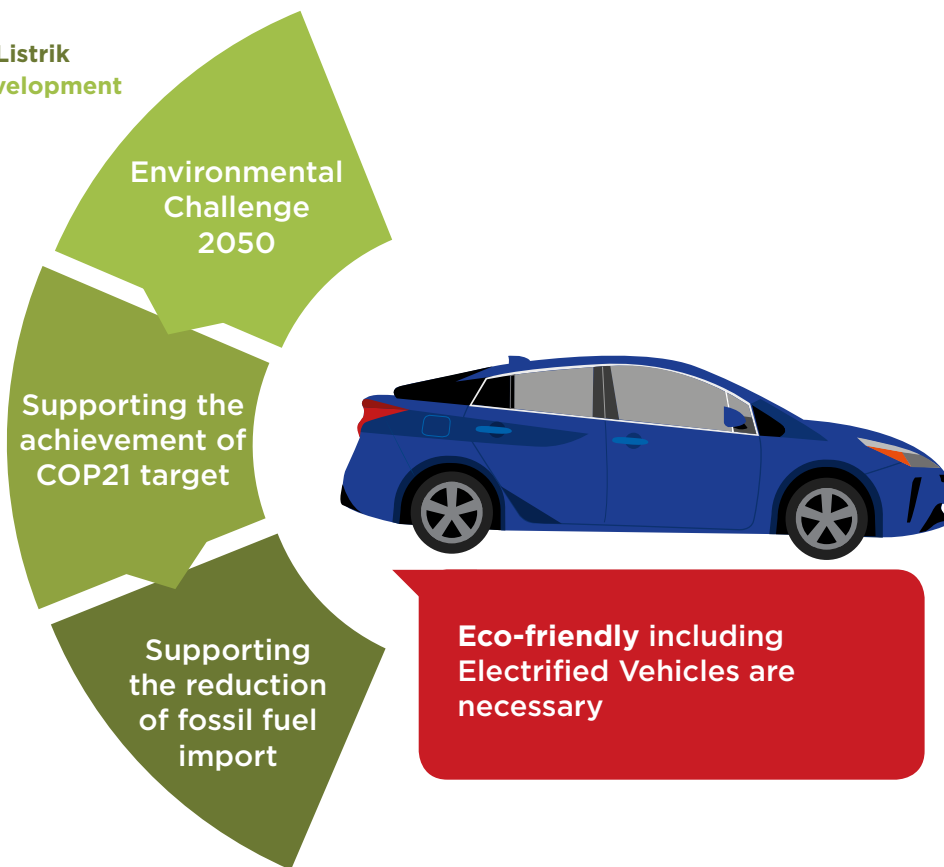 Listrik
Environmental
Challenge
2050
Supporting the
achievement of
COP21 target
Supporting
the reduction
of fossil fuel
import
Eco-friendly including
Electrified Vehicles are
necessary